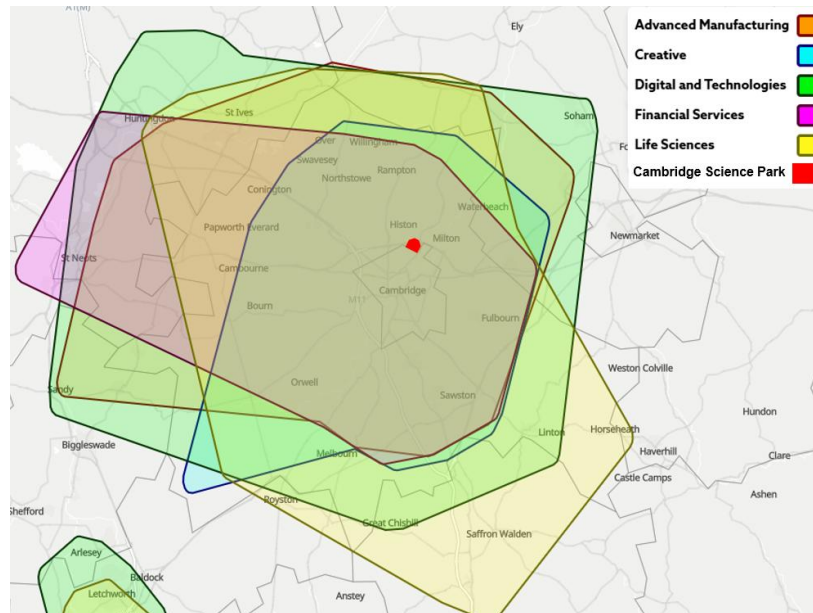 A1(M)
Ely
Advanced Manufacturing
Creative
Digital and Technologies
Financial Services
Life Sciences
Cambridge Science Park
Huntingdon
St Ives
Soham
Over
Willingham
Swavesey
Rampton
Northstowe
Conington
Waterbeach
Papworth Everard
Histon
Milton
Newmarket
St Neots
Cambourne
Cambridge
M11
Bourn
Fulbourn
Weston Colville
Orwell
Sandy
Sawston
Hundon
Horseheath
Linton
Biggleswade
Melbourn
Haverhill
Clare
Castle Camps
Ashen
Royston
Shefford
Great Chishill
Saffron Walden
Arlesey
Baldock
Letchworth
Anstey